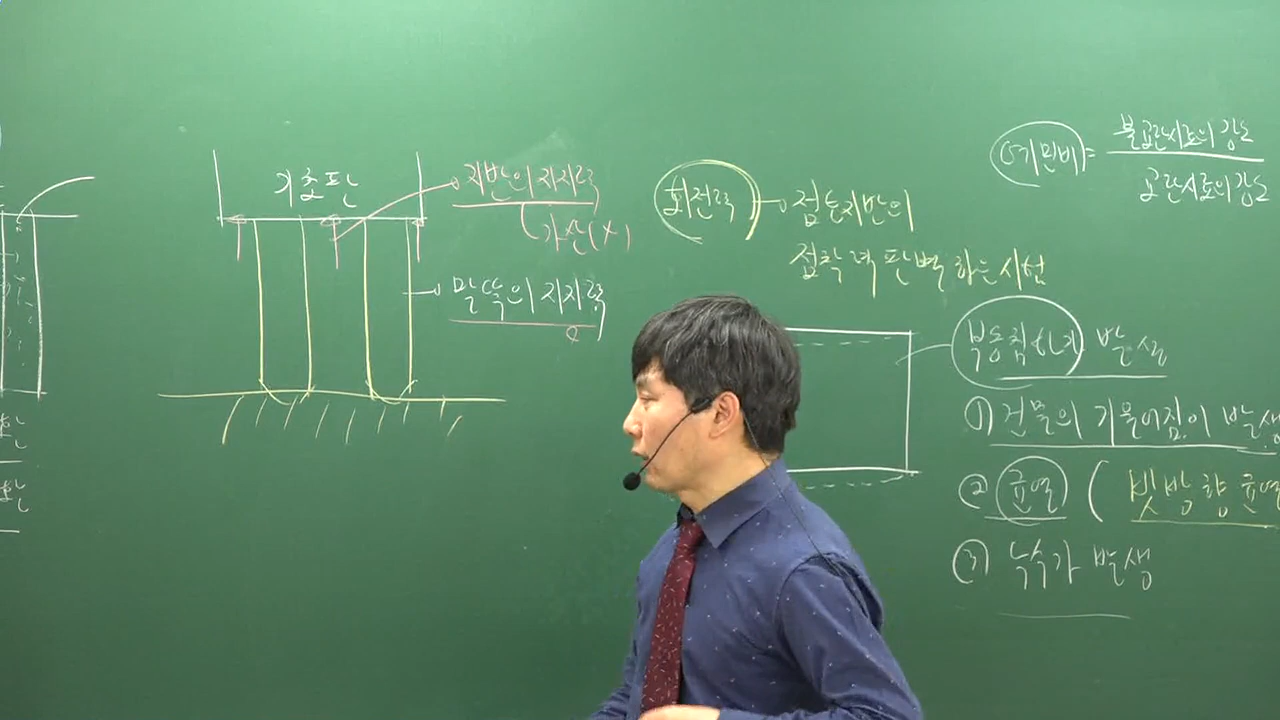 기초판
지반의 지지력
가산(X)
말뚝의 지지력
회전력
점토지반의
점착력 판별하는 시험
예민비=
불교란시료의 강도
교란시료의 강도
부동침하가 발생
① 건물의 기울어짐이 발생
② 균열 (빗방향 균열
③ 누수가 발생